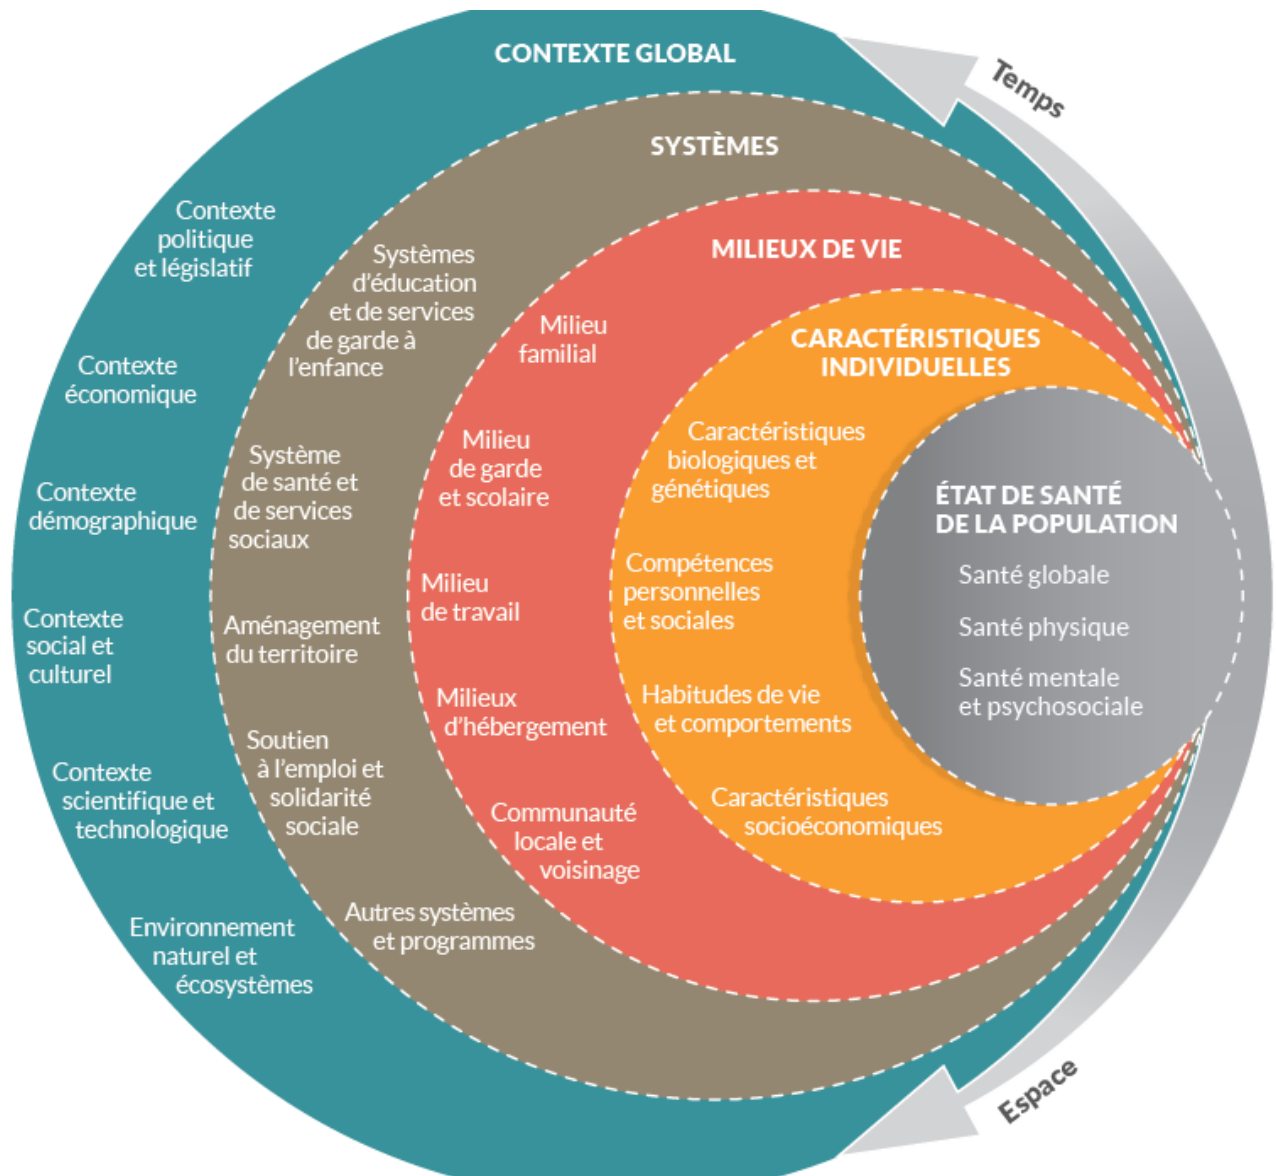 CONTEXTE GLOBAL
Temps
SYSTÈMES
MILIEUX DE VIE
CARACTÉRISTIQUES
INDIVIDUELLES
ÉTAT DE SANTÉ
DE LA POPULATION
Santé globale
Santé physique
Santé mentale
et psychosociale
Contexte
politique
et législatif
Contexte
économique
Contexte
démographique
Contexte
social et
culturel
Contexte
scientifique et
technologique
Environnement
naturel et
écosystèmes
Systèmes
d'éducation
et de services
de garde à
l'enfance
Système
de santé et
de services
sociaux
Aménagement
du territoire
Soutien
à l'emploi et
solidarité
sociale
Autres systèmes
et programmes
Milieu
familial
Milieu
de garde
et scolaire
Milieu
de travail
Milieux
d'hébergement
Communauté
locale et
voisinage
Caractéristiques
biologiques et
génétiques
Compétences
personnelles
et sociales
Habitudes de vie
et comportements
Caractéristiques
socioéconomiques
Espace